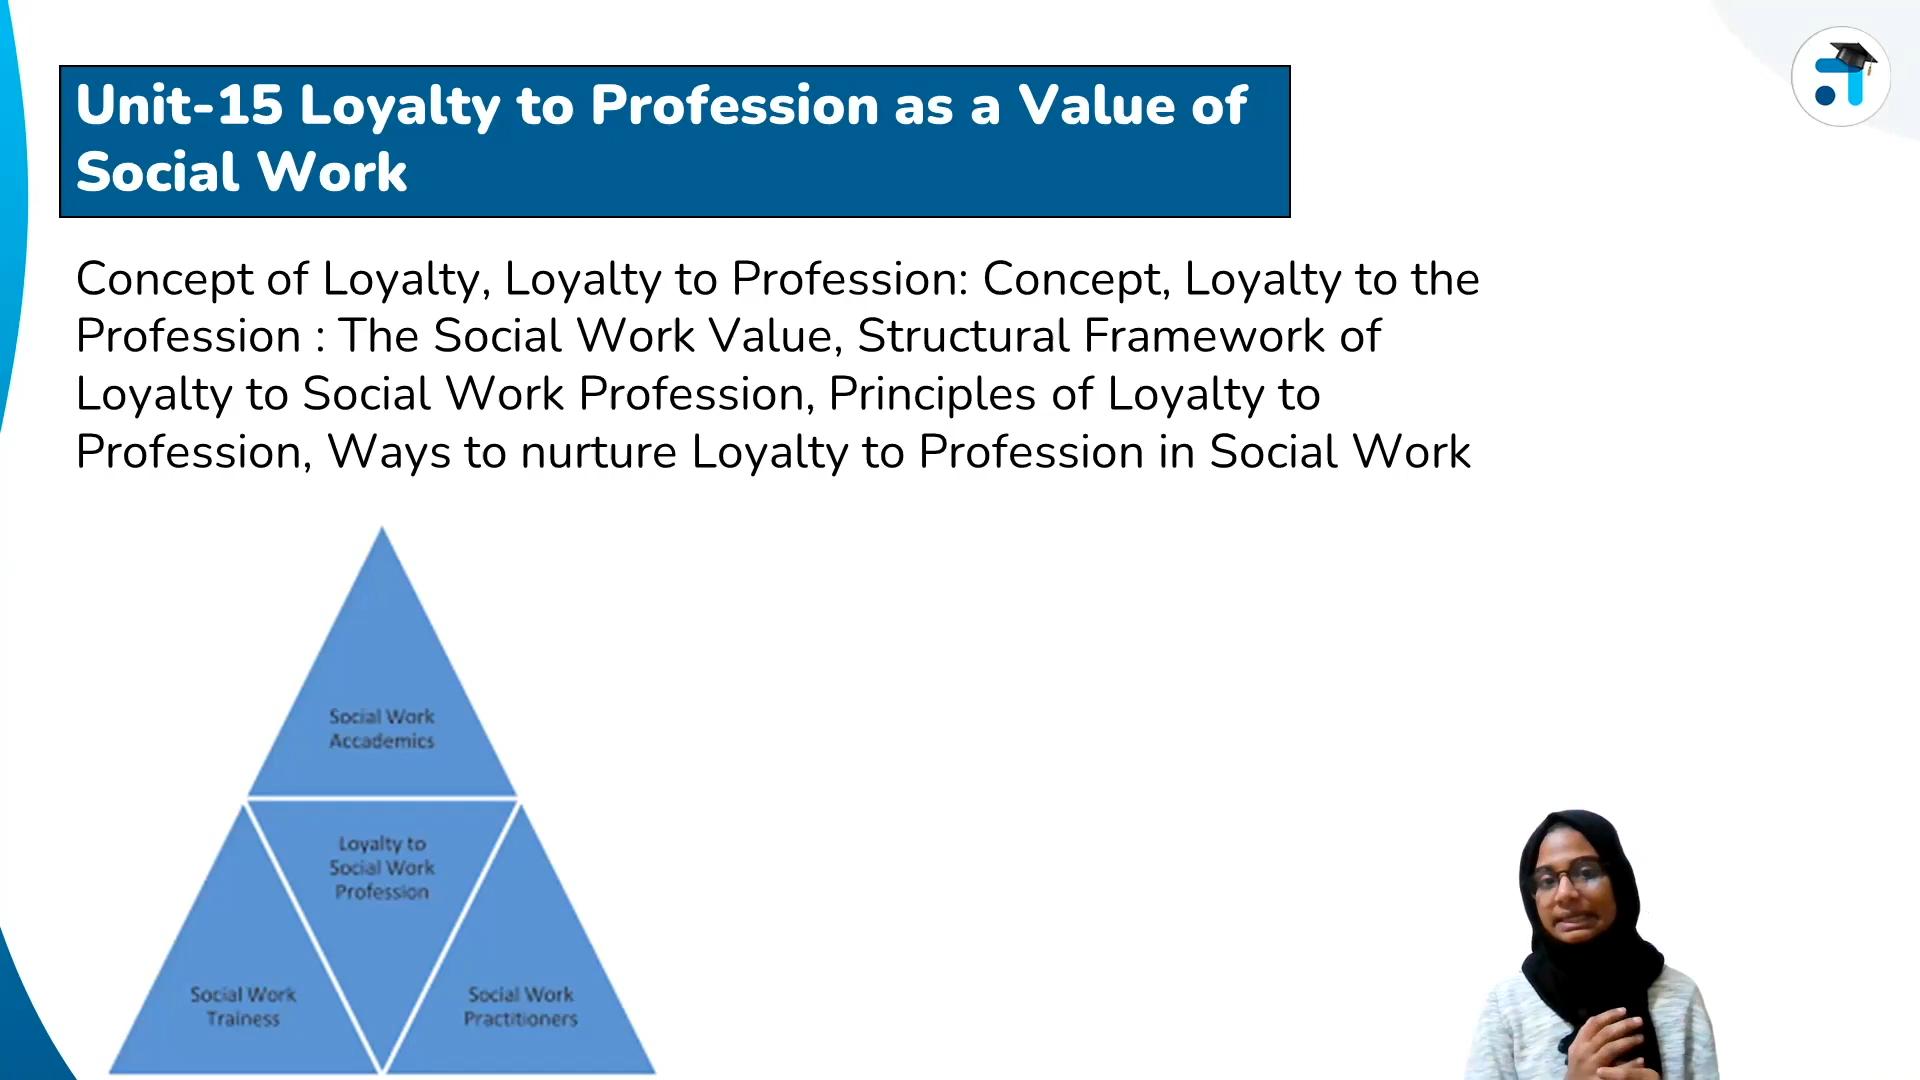 Unit-15 Loyalty to Profession as a Value of
Social Work
Concept of Loyalty, Loyalty to Profession: Concept, Loyalty to the
Profession : The Social Work Value, Structural Framework of
Loyalty to Social Work Profession, Principles of Loyalty to
Profession, Ways to nurture Loyalty to Profession in Social Work
Social Work
Accademics
Loyalty to
Social Work
Profession
Social Work
Trainess
Social Work
Practitioners